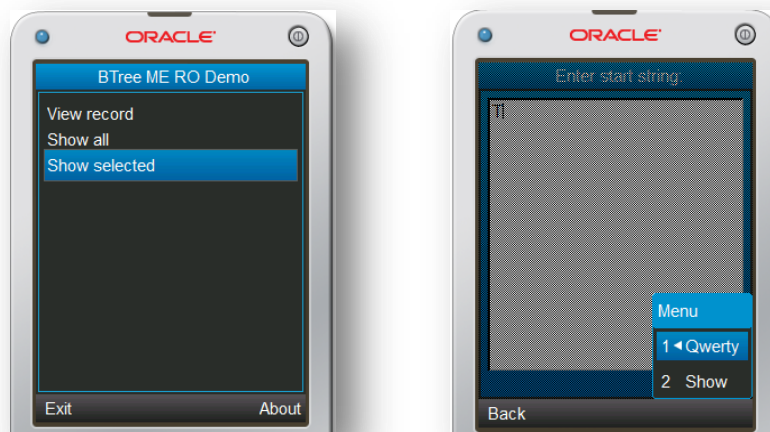 ORACLE
BTree ME RO Demo
View record
Show all
Show selected
Exit
About
ORACLE
Enter start string:
T
Menu
1 Qwerty
2 Show
Back